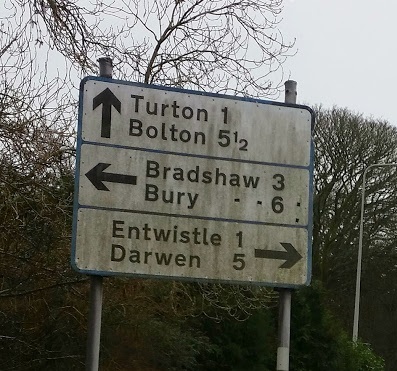 Turton 1
Bolton 5½
Bradshaw 3
Bury - - 6 :
Entwistle 1
Darwen 5